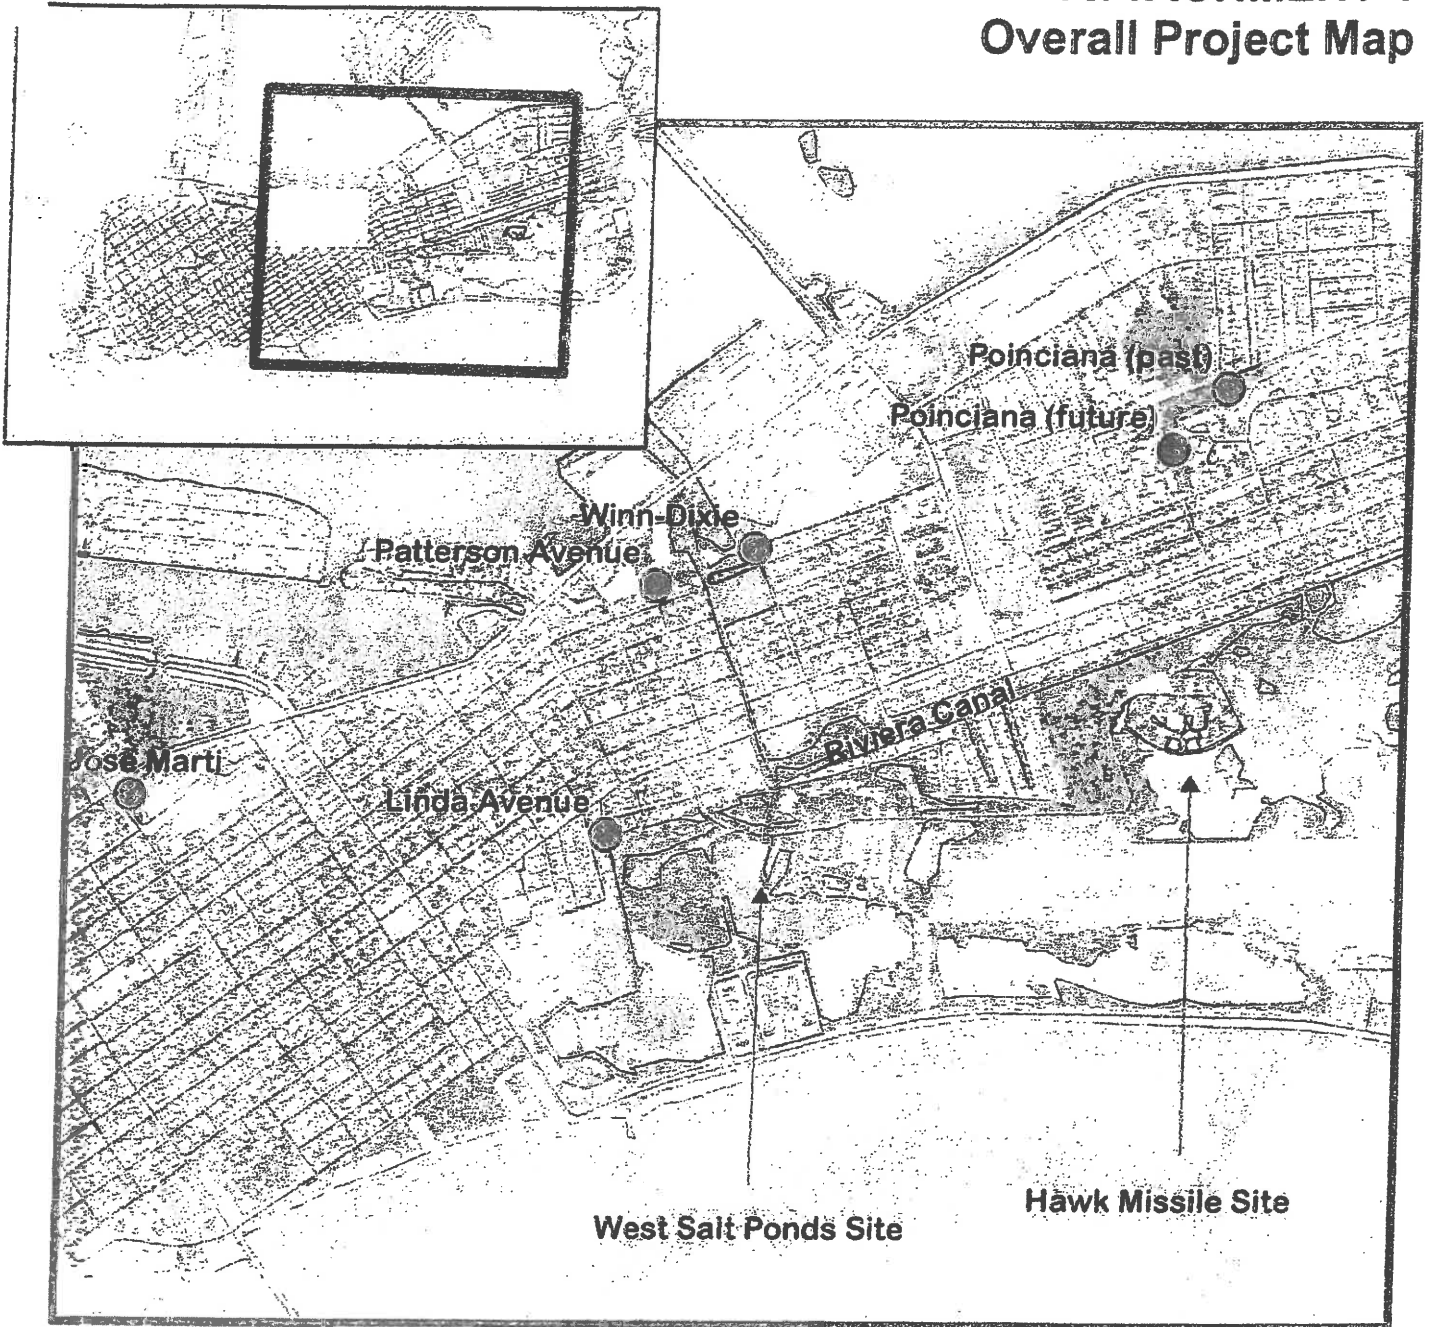 Overall Project Map
Poinciana (past)
Poinciana (future)
Winn-Dixie
Patterson Avenue
Riviera Canal
José Marti
Linda Avenue
Hawk Missile Site
West Salt Ponds Site